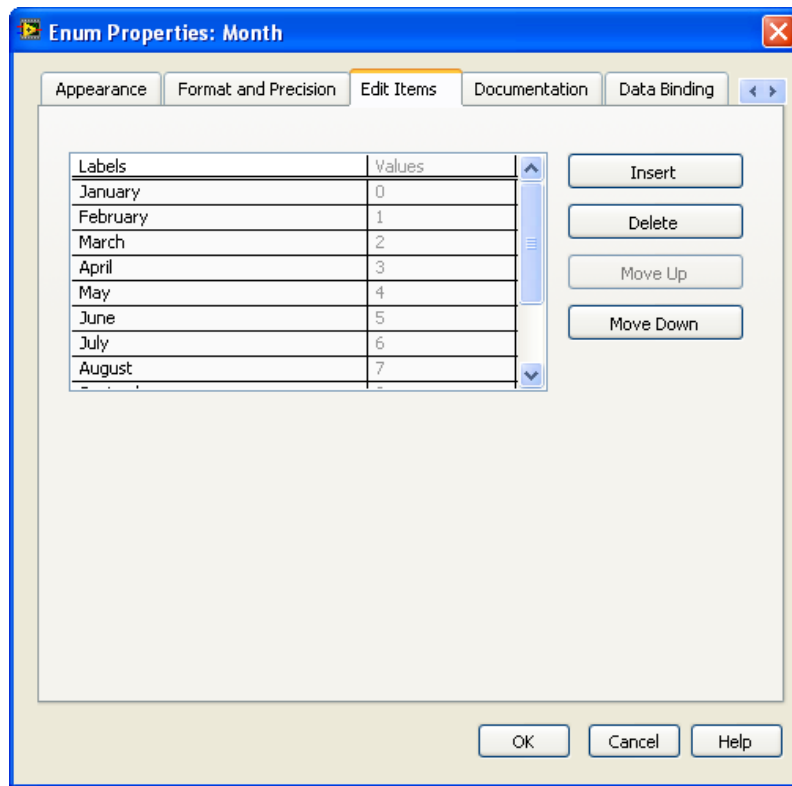 Enum Properties: Month
Appearance Format and Precision Edit Items Documentation Data Binding
Labels Values
January 0
February 1
March 2
April 3
May 4
June 5
July 6
August 7
Insert
Delete
Move Up
Move Down
OK Cancel Help